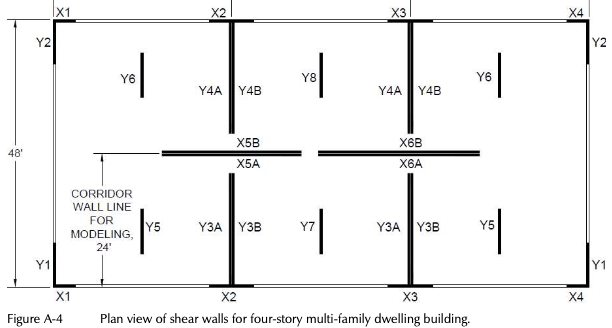 X1 X2 X3 X4
Y2 Y2
Y6 Y4A Y4B Y8 Y4A Y4B Y6
X5B X6B
48'
X5A X6A
CORRIDOR
WALL LINE
FOR
MODELING,
24'
Y5 Y3A Y3B Y7 Y3A Y3B Y5
Y1 Y1
X1 X2 X3 X4
Figure A-4 Plan view of shear walls for four-story multi-family dwelling building.